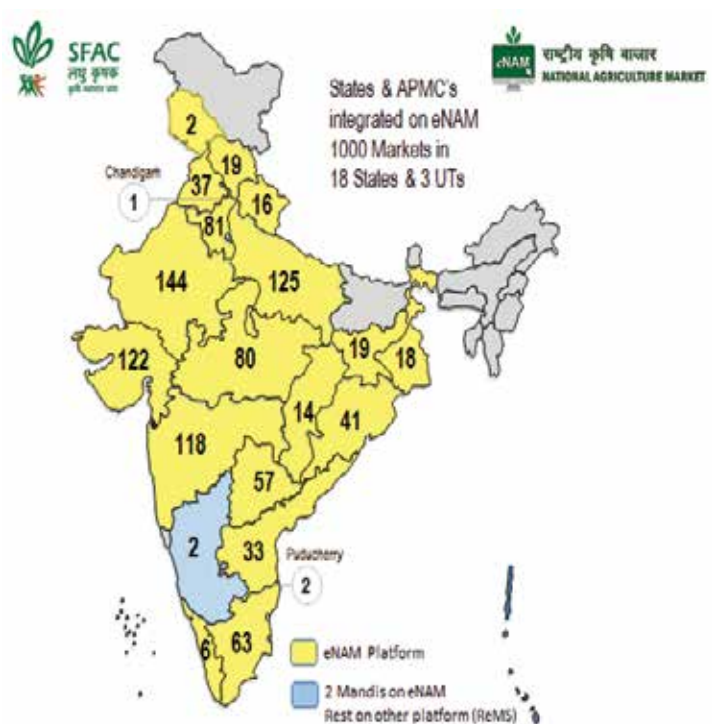 SFAC
लघु कृषक
राष्ट्रीय कृषि बाजार
eNAM
NATIONAL AGRICULTURE MARKET
States & APMC's
integrated on eNAM
1000 Markets in
18 States & 3 UTs
2
19
Chandigarh
37
1
16
81
144
125
122
80
19
18
14
41
118
57
2
33
Puducherry
2
6
63
eNAM Platform
2 Mandis on eNAM
Rest on other platform (ReMS)